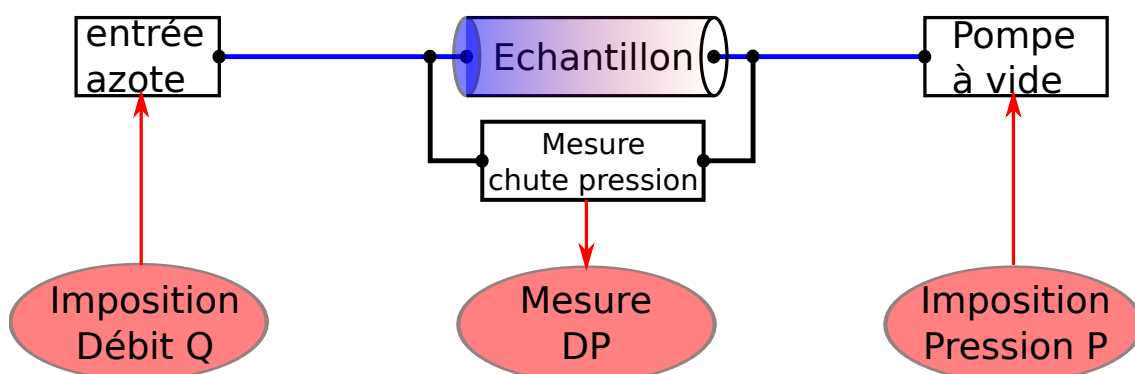 entrée
azote
Echantillon
Pompe
à vide
Mesure
chute pression
Imposition
Débit Q
Mesure
DP
Imposition
Pression P